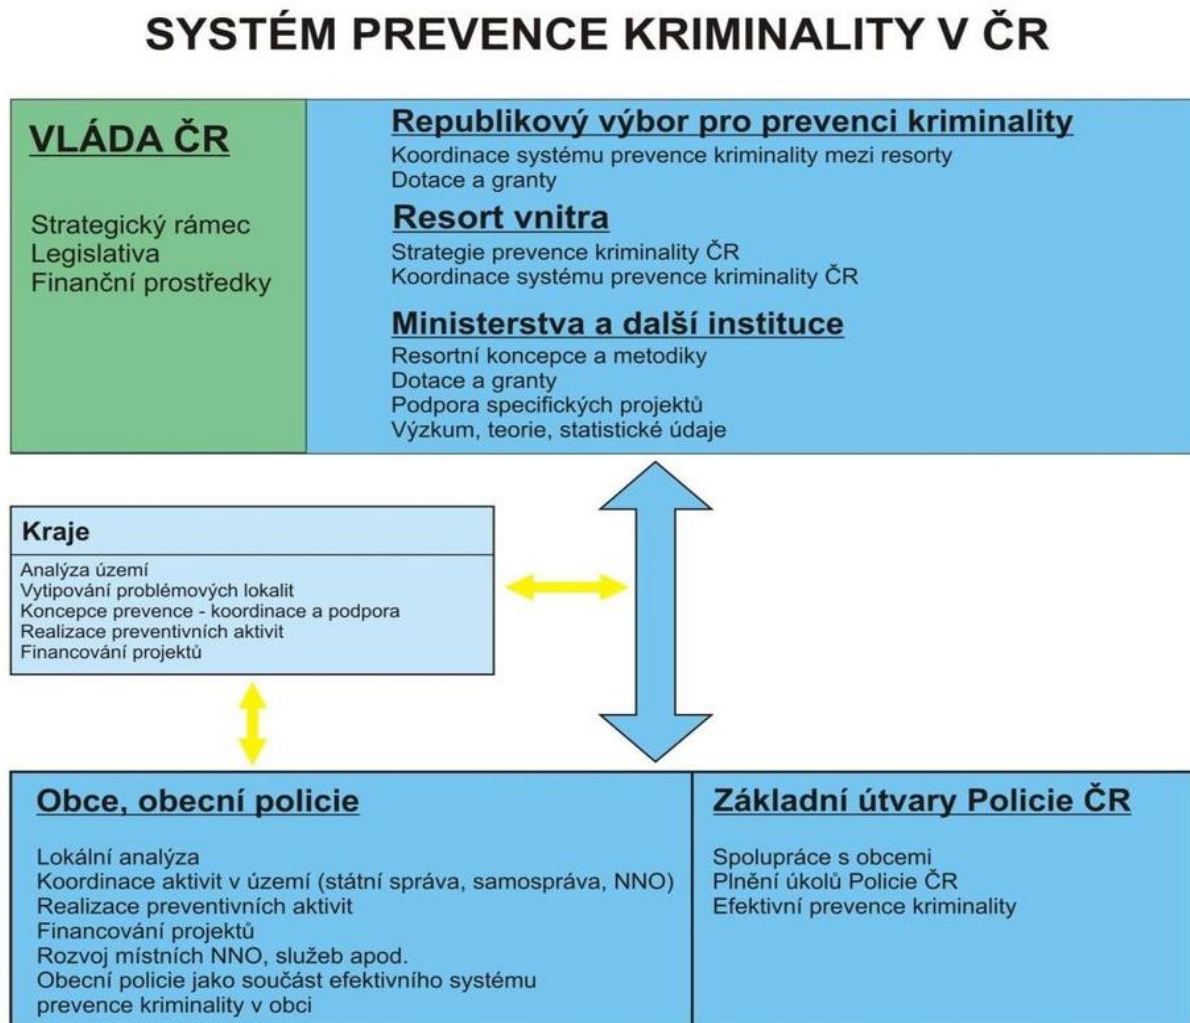 SYSTÉM PREVENCE KRIMINALITY V ČR
VLÁDA ČR
Strategický rámec
Legislativa
Finanční prostředky
Republikový výbor pro prevenci kriminality
Koordinace systému prevence kriminality mezi resorty
Dotace a granty
Resort vnitra
Strategie prevence kriminality ČR
Koordinace systému prevence kriminality ČR
Ministerstva a další instituce
Resortní koncepce a metodiky
Dotace a granty
Podpora specifických projektů
Výzkum, teorie, statistické údaje
Kraje
Analýza území
Vytipování problémových lokalit
Koncepce prevence - koordinace a podpora
Realizace preventivních aktivit
Financování projektů
Obce, obecní policie
Lokální analýza
Koordinace aktivit v území (státní správa, samospráva, NNO)
Realizace preventivních aktivit
Financování projektů
Rozvoj místních NNO, služeb apod.
Obecní policie jako součást efektivního systému
prevence kriminality v obci
Základní útvary Policie ČR
Spolupráce s obcemi
Plnění úkolů Policie ČR
Efektivní prevence kriminality